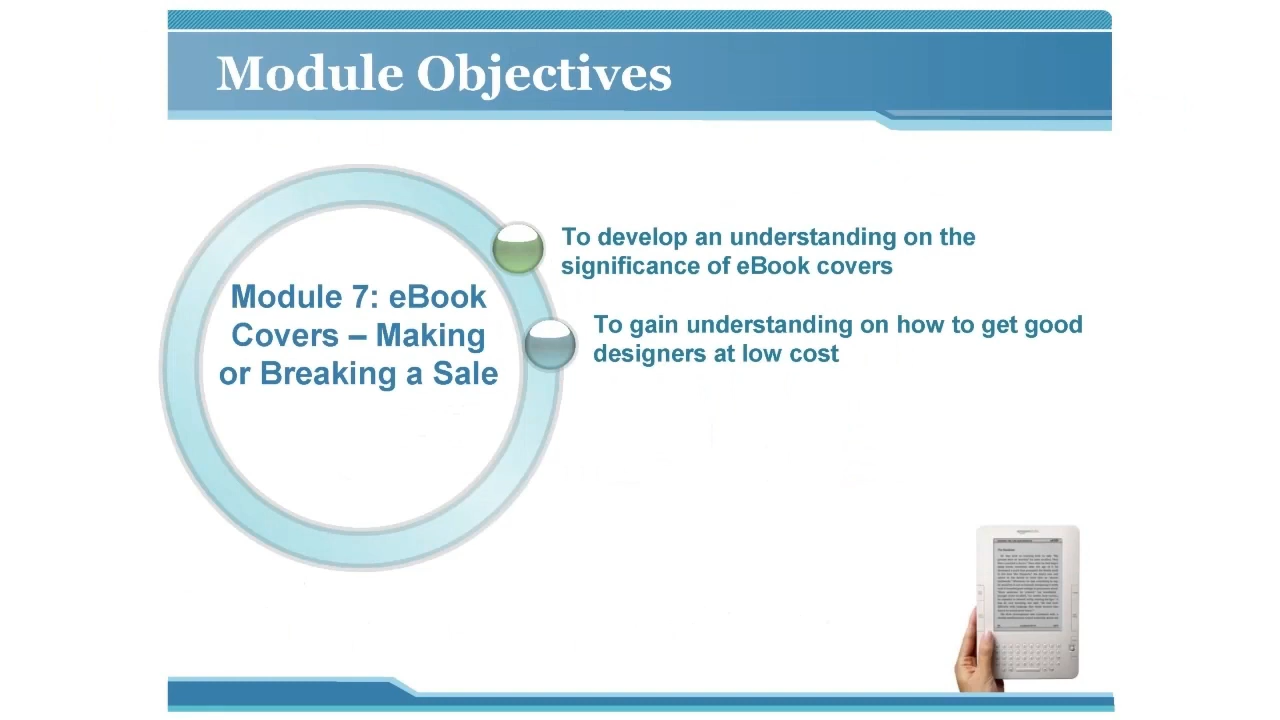 Module Objectives
Module 7: eBook
Covers – Making
or Breaking a Sale
To develop an understanding on the
significance of eBook covers
To gain understanding on how to get good
designers at low cost